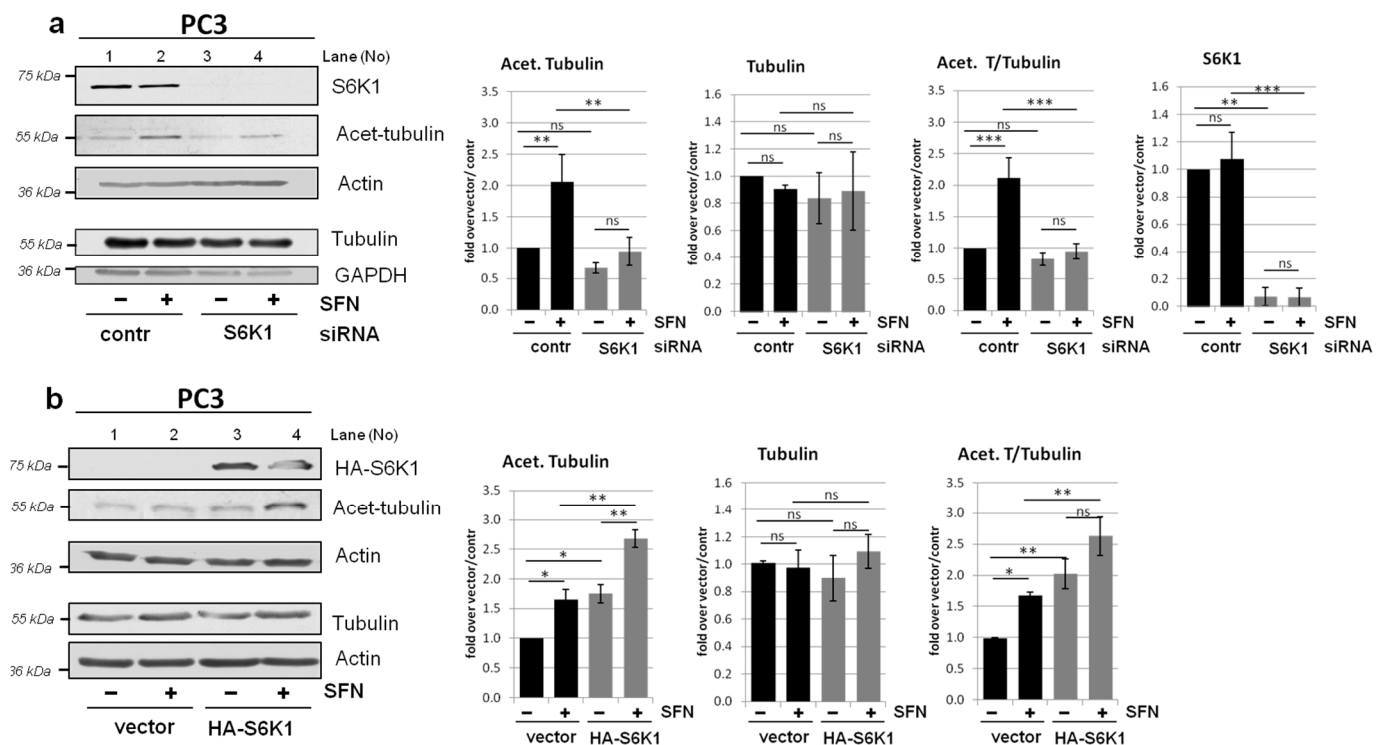 a
PC3
1 2 3 4 Lane (No)
75 kDa
S6K1
55 kDa
Acet-tubulin
36 kDa
Actin
55 kDa
Tubulin
36 kDa
GAPDH
– + – + SFN
contr S6K1 siRNA
Acet. Tubulin
fold over vector/contr
3.5
3.0
2.5
2.0
1.5
1.0
0.5
0.0
**
ns
**
ns
– + – + SFN
contr S6K1 siRNA
Tubulin
fold over vector/contr
1.6
1.4
1.2
1.0
0.8
0.6
0.4
0.2
0.0
ns
ns
ns
ns
– + – + SFN
contr S6K1 siRNA
Acet. T/Tubulin
fold over vector/contr
3.5
3.0
2.5
2.0
1.5
1.0
0.5
0.0
***
ns
***
ns
– + – + SFN
contr S6K1 siRNA
S6K1
fold over vector/contr
1.6
1.4
1.2
1.0
0.8
0.6
0.4
0.2
0.0
***
**
ns
ns
– + – + SFN
contr S6K1 siRNA
b
PC3
1 2 3 4 Lane (No)
75 kDa
HA-S6K1
55 kDa
Acet-tubulin
36 kDa
Actin
55 kDa
Tubulin
36 kDa
Actin
– + – + SFN
vector HA-S6K1
Acet. Tubulin
fold over vector/contr
3.5
3.0
2.5
2.0
1.5
1.0
0.5
0.0
**
**
*
*
– + – + SFN
vector HA-S6K1
Tubulin
fold over vector/contr
1.6
1.4
1.2
1.0
0.8
0.6
0.4
0.2
0.0
ns
ns
ns
ns
– + – + SFN
vector HA-S6K1
Acet. T/Tubulin
fold over vector/contr
3.5
3.0
2.5
2.0
1.5
1.0
0.5
0.0
**
ns
**
*
– + – + SFN
vector HA-S6K1